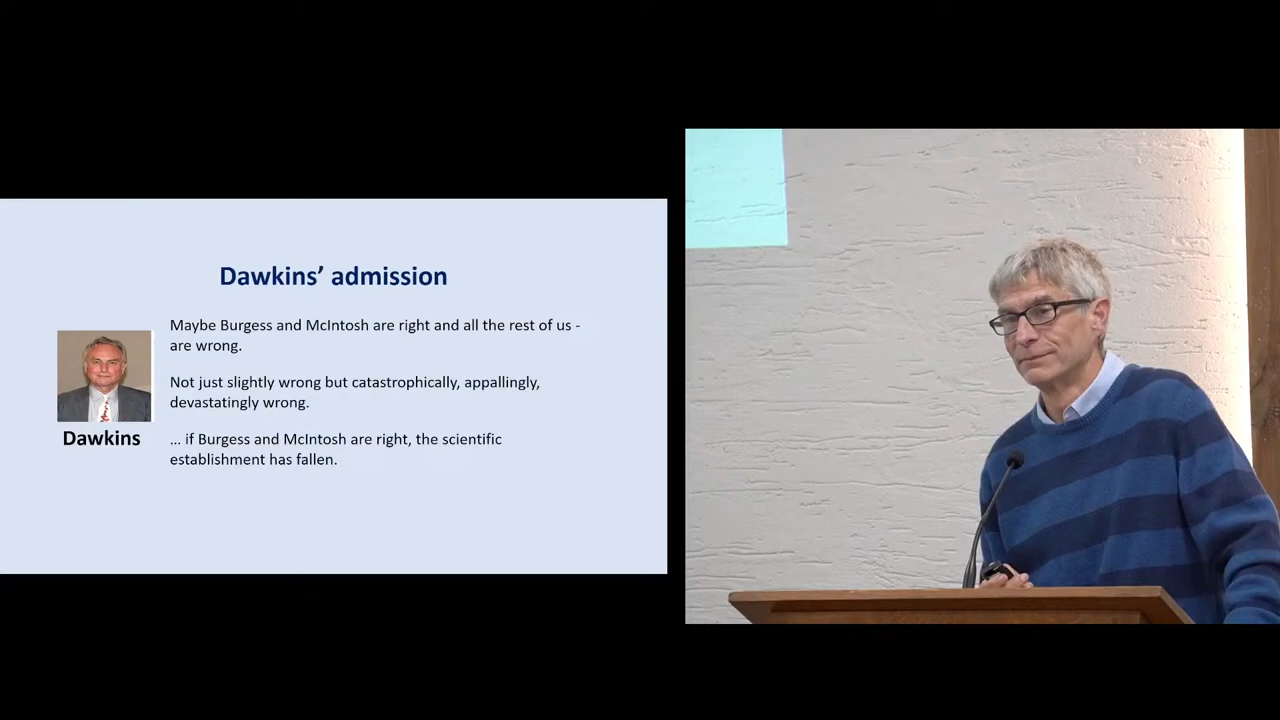 Dawkins’ admission
Maybe Burgess and McIntosh are right and all the rest of us -
are wrong.
Not just slightly wrong but catastrophically, appallingly,
devastatingly wrong.
Dawkins
... if Burgess and McIntosh are right, the scientific
establishment has fallen.